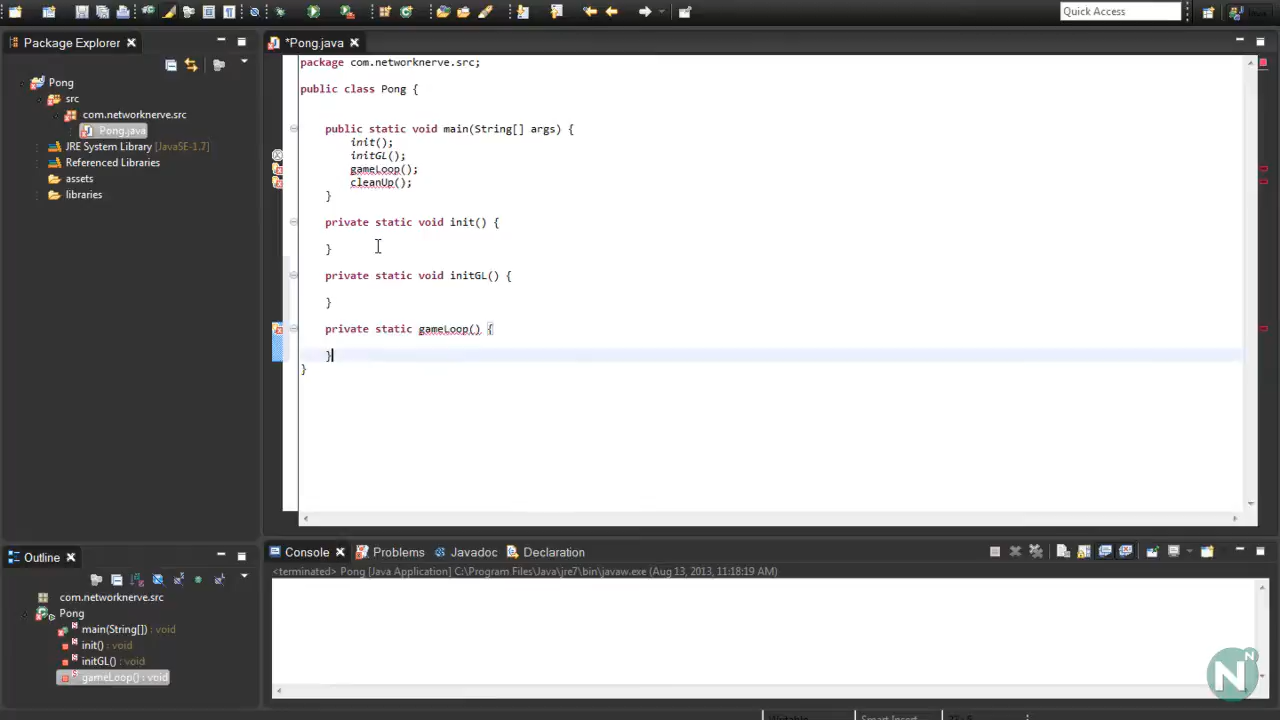 Quick Access
Java
Package Explorer
*Pong.java
Pong
src
com.networknerve.src
Pong.java
JRE System Library [JavaSE-1.7]
Referenced Libraries
assets
libraries
package com.networknerve.src;
public class Pong {
public static void main(String[] args) {
init();
initGL();
gameLoop();
cleanUp();
}
private static void init() {
}
private static void initGL() {
}
private static gameLoop() {
}
}
Outline
com.networknerve.src
Pong
main(String[]) : void
init() : void
initGL() : void
gameLoop() : void
Console
Problems
Javadoc
Declaration
<terminated> Pong [Java Application] C:\Program Files\Java\jre7\bin\javaw.exe (Aug 13, 2013, 11:18:19 AM)
N
Writable
Smart Insert